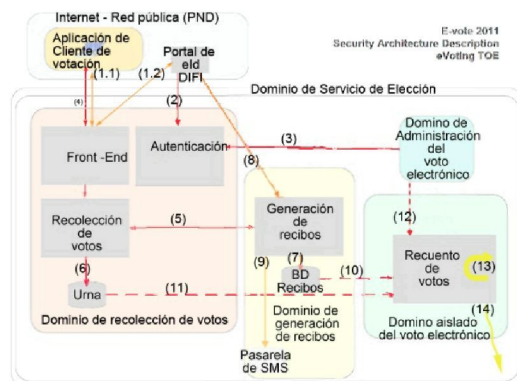 Internet - Red pública (PND)
E-vote 2011
Security Architecture Description
eVoting TOE
Aplicación de
Cliente de
votación
Portal de
eId
DIFI
(1.1)
(1.2)
(4)
(2)
Dominio de Servicio de Elección
Front -End
Autenticación
(3)
Domino de
Administración
del
voto
electrónico
(8)
Recolección
de
votos
(5)
Generación
de
recibos
(12)
(6)
(9)
(7)
BD
Recibos
(10)
Recuento
de
votos
(13)
Urna
(11)
(14)
Dominio de recolección de votos
Dominio de
generación
de recibos
Domino aislado
del voto electrónico
Pasarela
de SMS